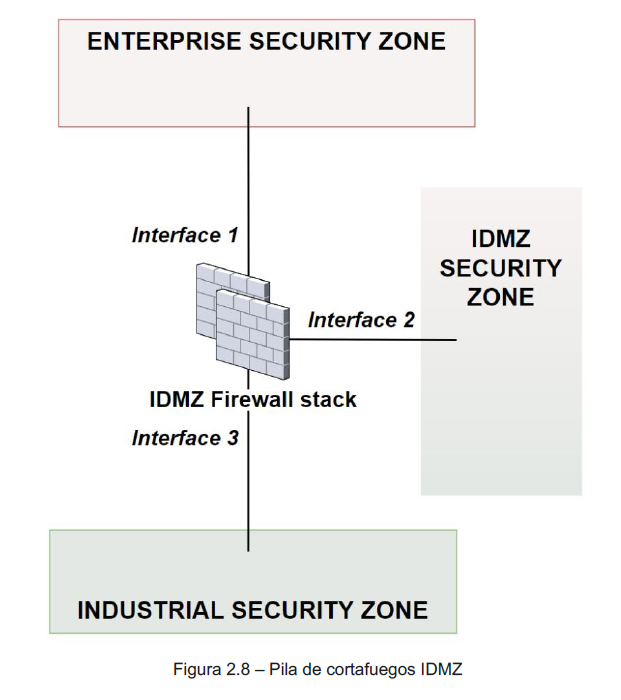 ENTERPRISE SECURITY ZONE
Interface 1
IDMZ
SECURITY
ZONE
Interface 2
IDMZ Firewall stack
Interface 3
INDUSTRIAL SECURITY ZONE
Figura 2.8 – Pila de cortafuegos IDMZ